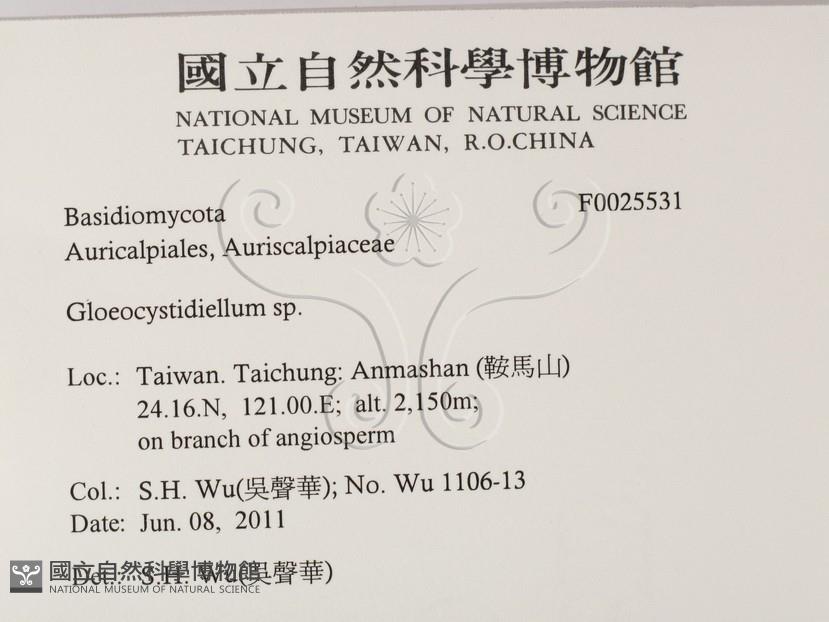 國立自然科學博物館
NATIONAL MUSEUM OF NATURAL SCIENCE
TAICHUNG, TAIWAN, R.O.CHINA
Basidiomycota F0025531
Auricalpiales, Auriscalpiaceae
Gloeocystidiellum sp.
Loc.: Taiwan. Taichung: Anmashan (鞍馬山)
24.16.N, 121.00.E; alt. 2,150m;
on branch of angiosperm
Col.: S.H. Wu(吳聲華); No. Wu 1106-13
Date: Jun. 08, 2011
Det.: S.H. Wu(吳聲華)
國立自然科學博物館
NATIONAL MUSEUM OF NATURAL SCIENCE